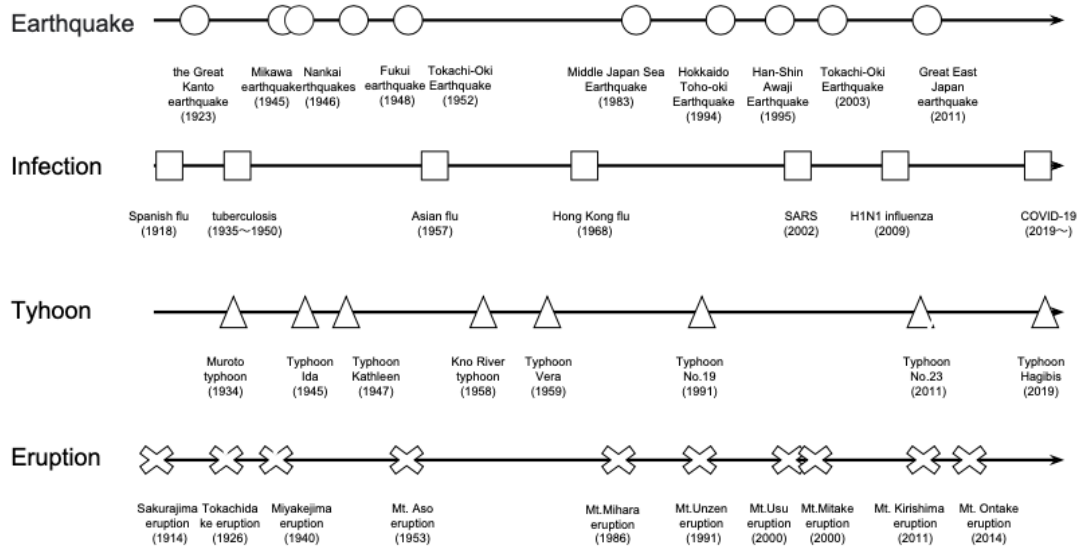 Earthquake
the Great
Kanto
earthquake
(1923)
Mikawa
earthquake
(1945)
Nankai
erthquakes
(1946)
Fukui
earthquake
(1948)
Tokachi-Oki
Earthquake
(1952)
Middle Japan Sea
Earthquake
(1983)
Hokkaido
Toho-oki
Earthquake
(1994)
Han-Shin
Awaji
Earthquake
(1995)
Tokachi-Oki
Earthquake
(2003)
Great East
Japan
earthquake
(2011)
Infection
Spanish flu
(1918)
tuberculosis
(1935～1950)
Asian flu
(1957)
Hong Kong flu
(1968)
SARS
(2002)
H1N1 influenza
(2009)
COVID-19
(2019～)
Tyhoon
Muroto
typhoon
(1934)
Typhoon
Ida
(1945)
Typhoon
Kathleen
(1947)
Kno River
typhoon
(1958)
Typhoon
Vera
(1959)
Typhoon
No.19
(1991)
Typhoon
No.23
(2011)
Typhoon
Hagibis
(2019)
Eruption
Sakurajima
eruption
(1914)
Tokachida
ke eruption
(1926)
Miyakejima
eruption
(1940)
Mt. Aso
eruption
(1953)
Mt.Mihara
eruption
(1986)
Mt.Unzen
eruption
(1991)
Mt.Usu
eruption
(2000)
Mt.Mitake
eruption
(2000)
Mt. Kirishima
eruption
(2011)
Mt. Ontake
eruption
(2014)